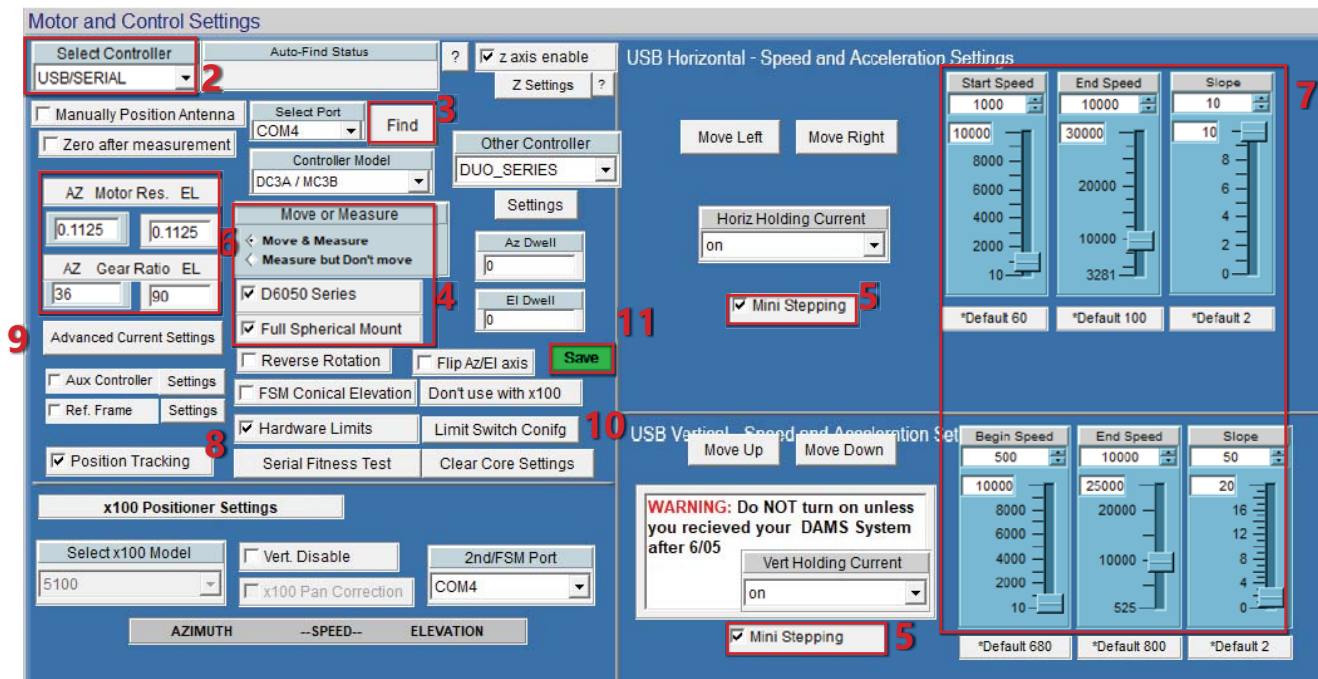 Motor and Control Settings
Select Controller
USB/SERIAL
2
Auto-Find Status
?
z axis enable
Z Settings
?
Manually Position Antenna
Zero after measurement
Select Port
COM4
3
Find
Controller Model
DC3A / MC3B
Other Controller
DUO_SERIES
Settings
AZ Motor Res. EL
0.1125
0.1125
6
AZ Gear Ratio EL
36
90
Move or Measure
Move & Measure
Measure but Don't move
D6050 Series
4
Full Spherical Mount
Az Dwell
0
El Dwell
0
11
9
Advanced Current Settings
Reverse Rotation
Flip Az/El axis
Save
Aux Controller
Settings
FSM Conical Elevation
Don't use with x100
Ref. Frame
Settings
8
Hardware Limits
Limit Switch Conifg
10
Position Tracking
Serial Fitness Test
Clear Core Settings
x100 Positioner Settings
Select x100 Model
5100
Vert. Disable
x100 Pan Correction
2nd/FSM Port
COM4
AZIMUTH --SPEED-- ELEVATION
USB Horizontal - Speed and Acceleration Settings
7
Move Left
Move Right
Horiz Holding Current
on
Mini Stepping
5
Start Speed
1000
10000
8000
6000
4000
2000
10
*Default 60
End Speed
10000
30000
20000
10000
3281
*Default 100
Slope
10
10
8
6
4
2
0
*Default 2
USB Vertical - Speed and Acceleration Set
Move Up
Move Down
WARNING: Do NOT turn on unless
you recieved your DAMS System
after 6/05
Vert Holding Current
on
Mini Stepping
5
Begin Speed
500
10000
8000
6000
4000
2000
10
*Default 680
End Speed
10000
25000
20000
10000
525
*Default 800
Slope
50
20
16
12
8
4
0
*Default 2